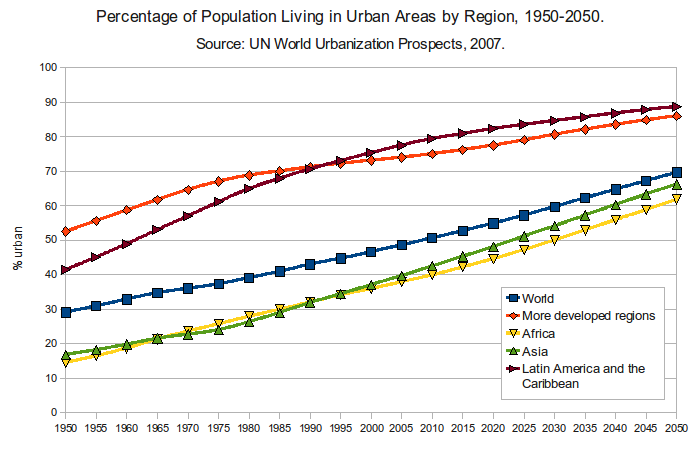 Percentage of Population Living in Urban Areas by Region, 1950-2050.
Source: UN World Urbanization Prospects, 2007.
100
90
80
70
60
50
40
30
20
10
0
% urban
World
More developed regions
Africa
Asia
Latin America and the
Caribbean
1950 1955 1960 1965 1970 1975 1980 1985 1990 1995 2000 2005 2010 2015 2020 2025 2030 2035 2040 2045 2050